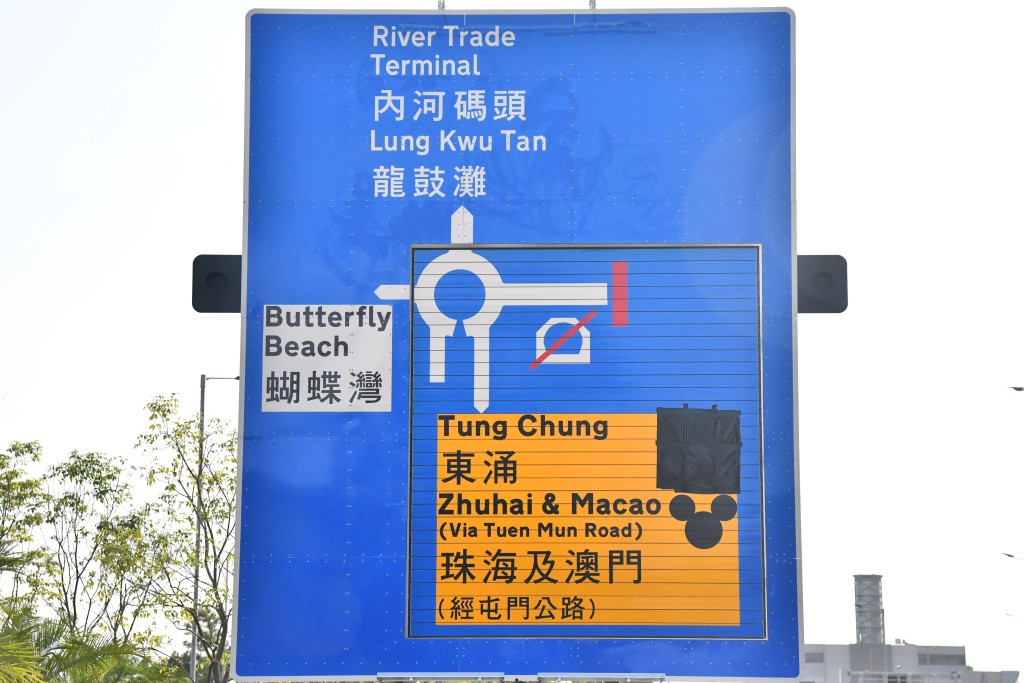 River Trade
Terminal
內河碼頭
Lung Kwu Tan
龍鼓灘
Butterfly
Beach
蝴蝶灣
Tung Chung
東涌
Zhuhai & Macao
(Via Tuen Mun Road)
珠海及澳門
(經屯門公路)